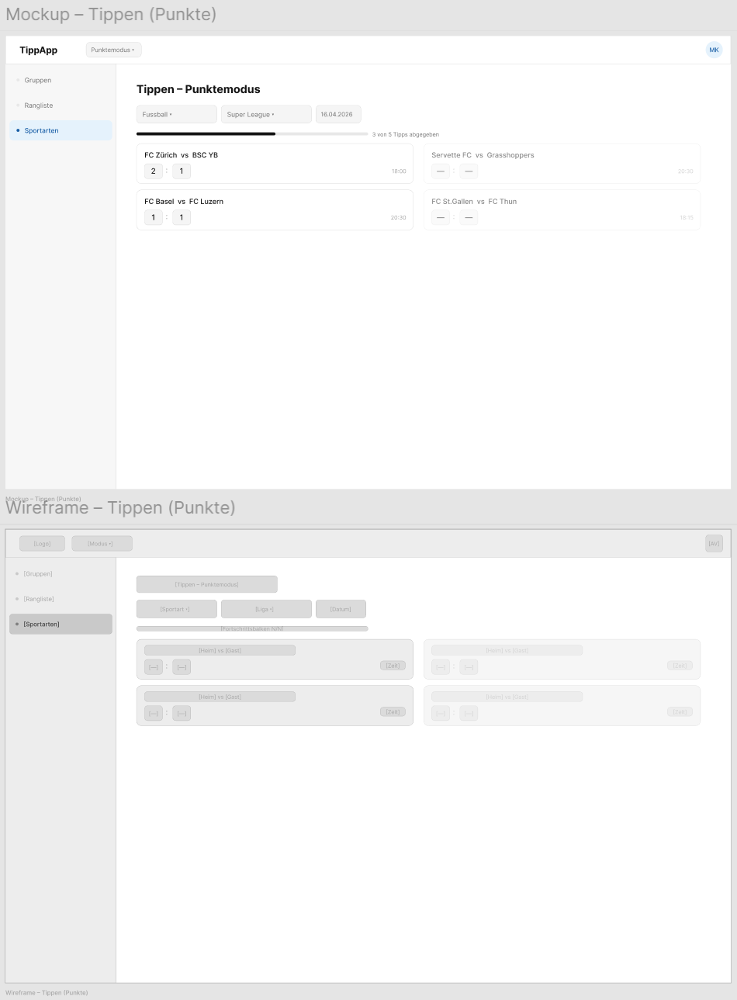 Mockup – Tippen (Punkte)
TippApp Punktemodus ▾ MK
Gruppen
Rangliste
Sportarten
Tippen – Punktemodus
Fussball ▾ Super League ▾ 16.04.2026
3 von 5 Tipps abgegeben
FC Zürich vs BSC YB
2 : 1 18:00
Servette FC vs Grasshoppers
— : — 20:30
FC Basel vs FC Luzern
1 : 1 20:30
FC St.Gallen vs FC Thun
— : —
Mockup – Tippen (Punkte)
Wireframe – Tippen (Punkte)
[Logo] [Modus ▾] [AV]
[Gruppen]
[Rangliste]
[Sportarten]
[Tippen – Punktemodus]
[Sportart ▾] [Liga ▾] [Datum]
[Fortschrittsbalken N/N]
[Heim] vs [Gast]
[—] : [—] [Zeit]
[Heim] vs [Gast]
[—] : [—] [Zeit]
[Heim] vs [Gast]
[—] : [—] [Zeit]
[Heim] vs [Gast]
[—] : [—] [Zeit]
Wireframe – Tippen (Punkte)